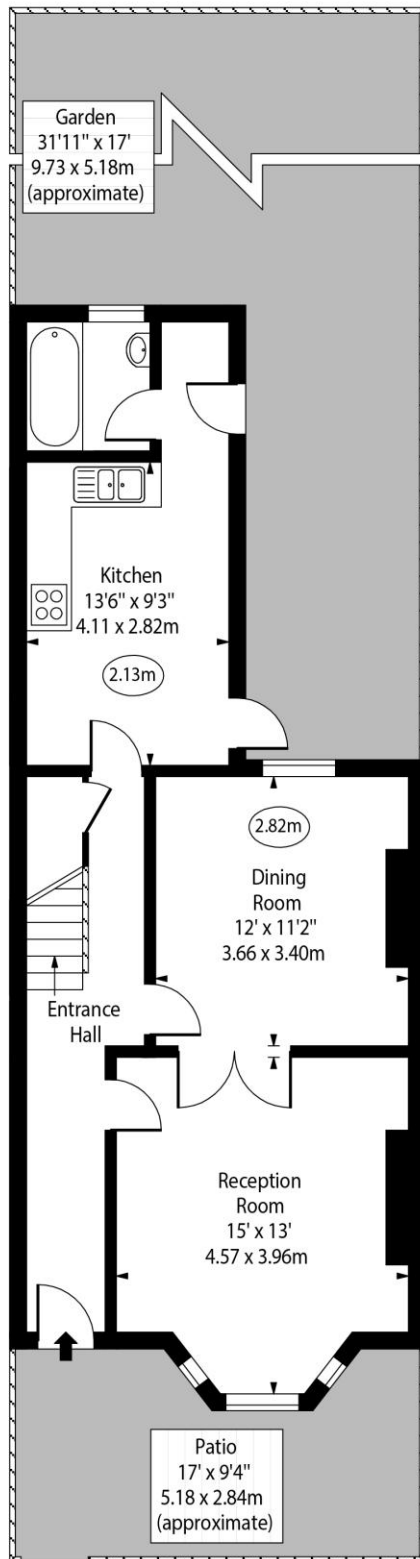 Garden
31'11" x 17'
9.73 x 5.18m
(approximate)
Kitchen
13'6" x 9'3"
4.11 x 2.82m
2.13m
2.82m
Dining
Room
12' x 11'2"
3.66 x 3.40m
Entrance
Hall
Reception
Room
15' x 13'
4.57 x 3.96m
Patio
17' x 9'4"
5.18 x 2.84m
(approximate)